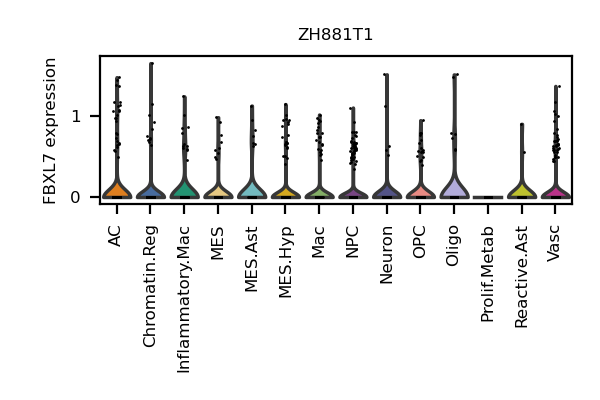 ZH881T1
FBXL7 expression
1
0
AC
Chromatin.Reg
Inflammatory.Mac
MES
MES.Ast
MES.Hyp
Mac
NPC
Neuron
OPC
Oligo
Prolif.Metab
Reactive.Ast
Vasc